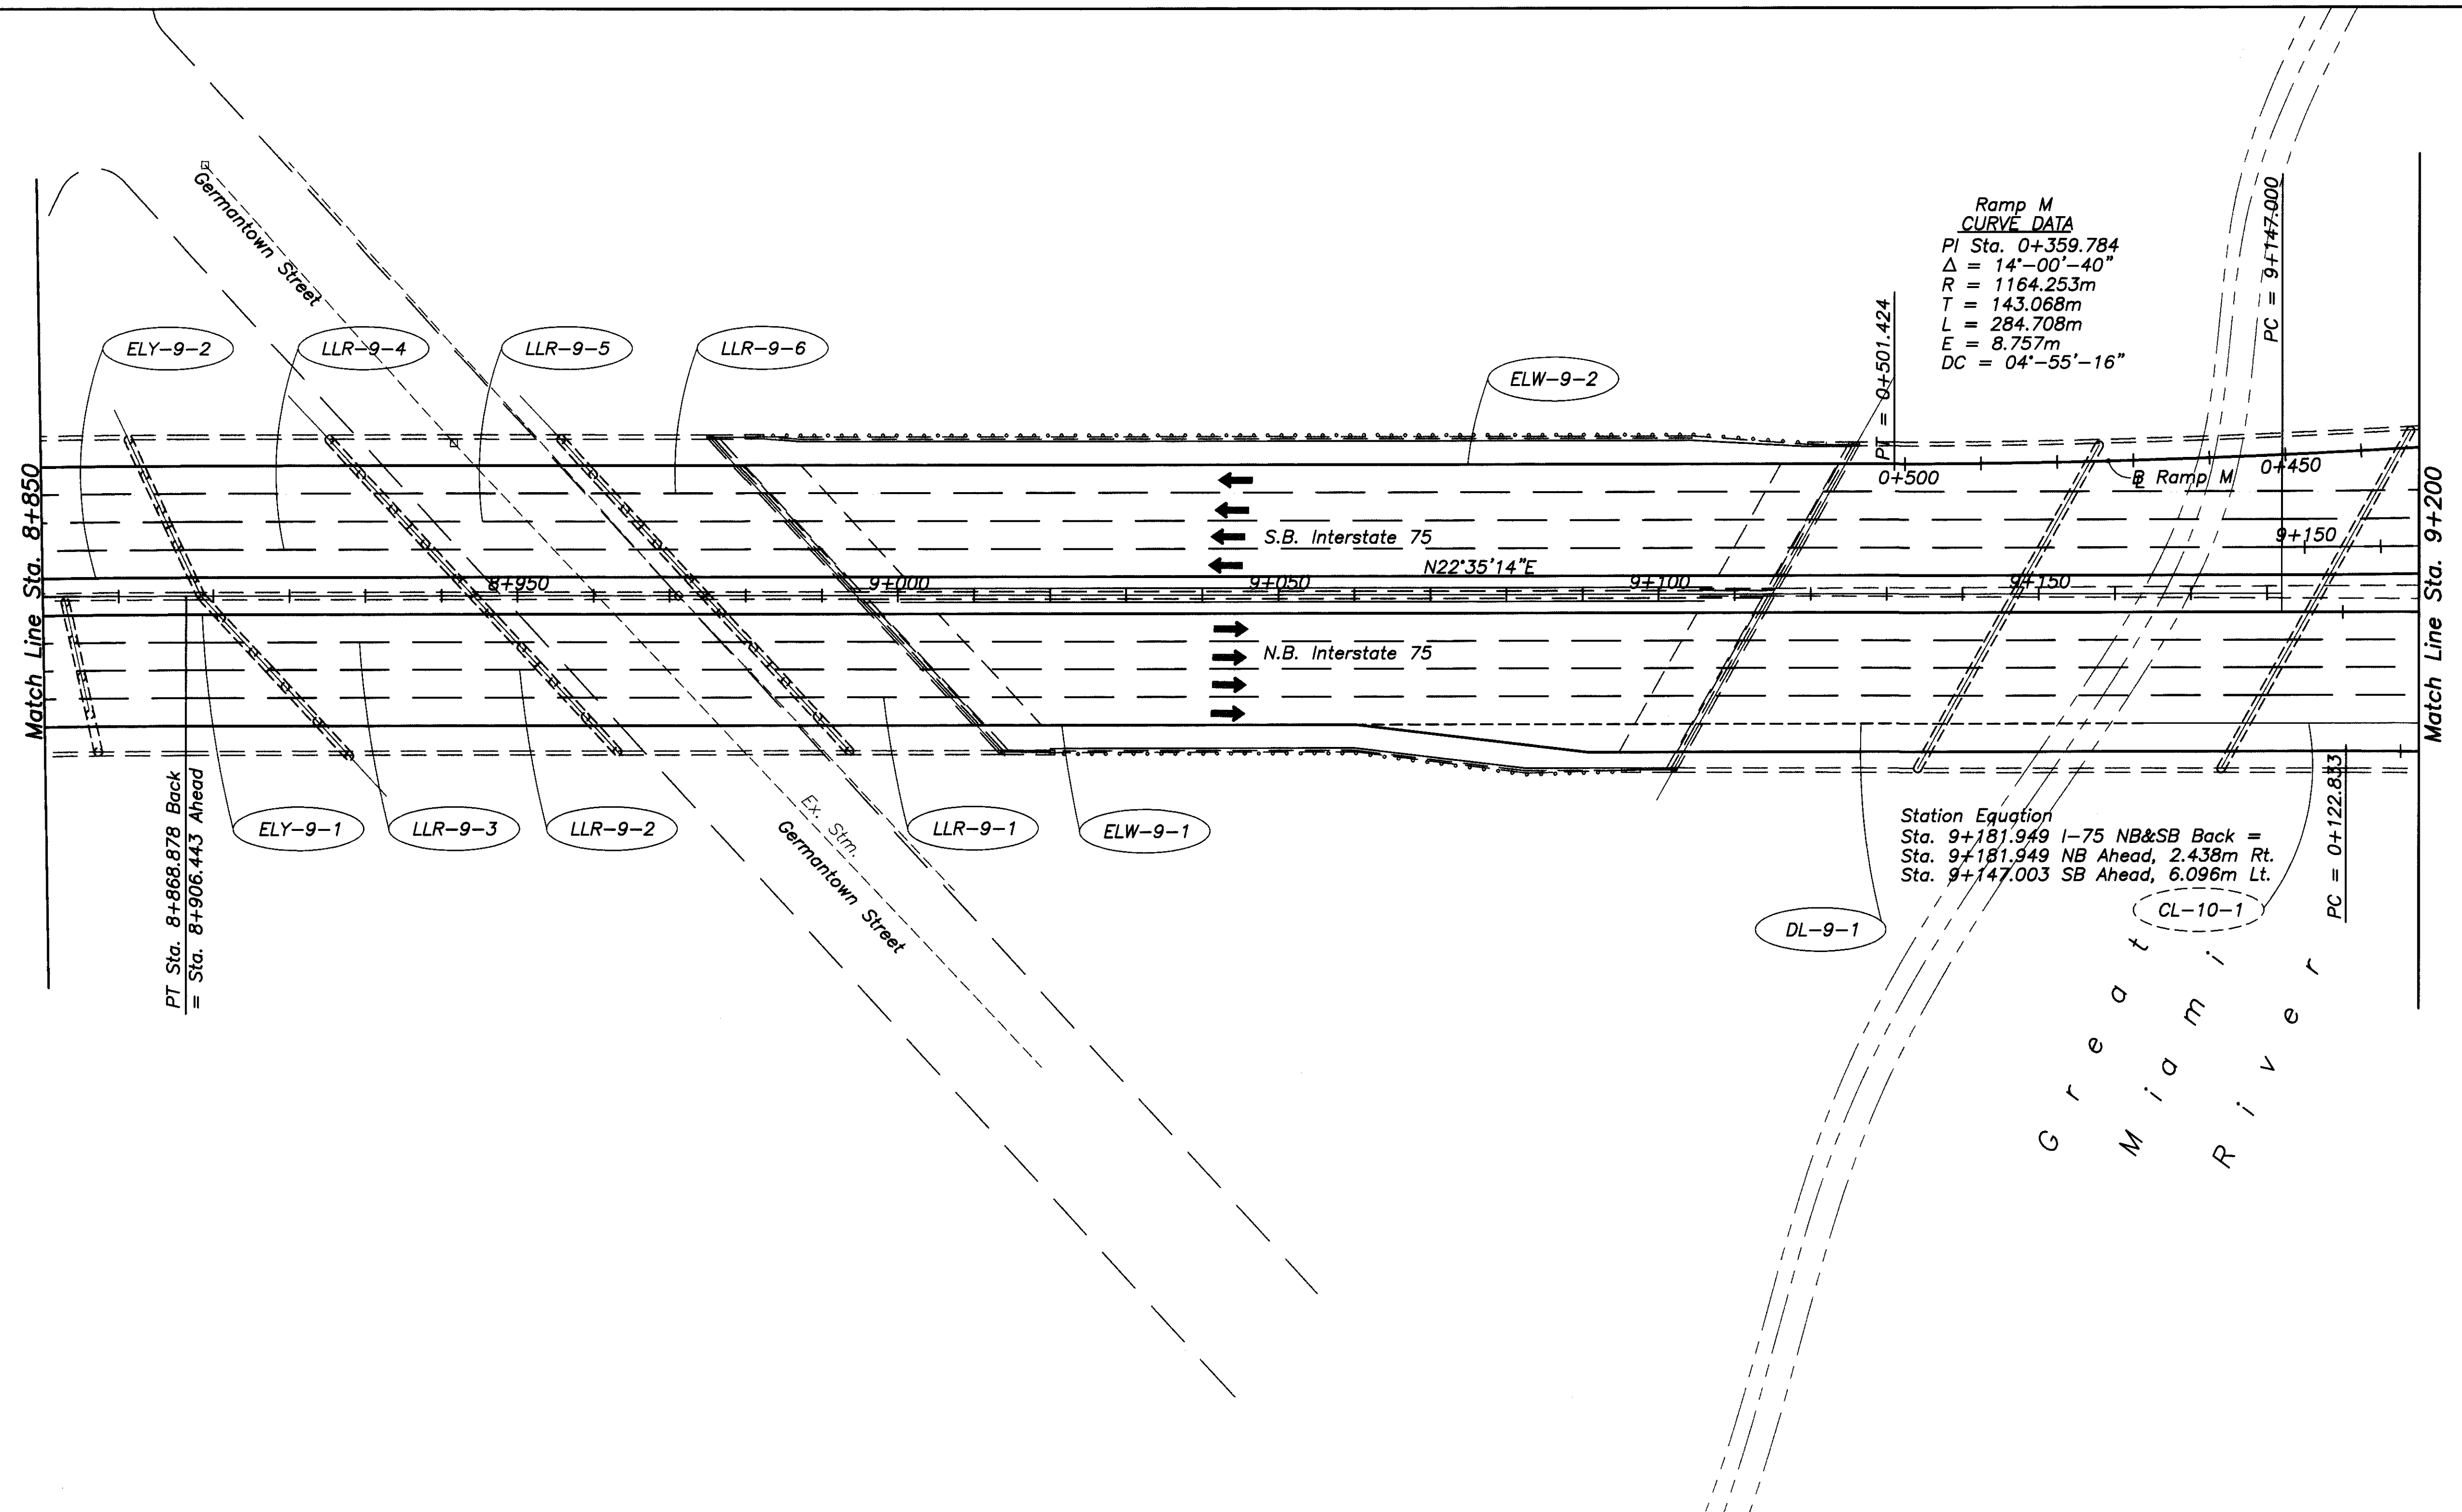 Match Line Sta. 8+850
Germantown Street
ELY-9-2
LLR-9-4
LLR-9-5
LLR-9-6
ELW-9-2
Ramp M
CURVE DATA
PI Sta. 0+359.784
Δ = 14°-00'-40"
R = 1164.253m
T = 143.068m
L = 284.708m
E = 8.757m
DC = 04°-55'-16"
PT = 0+501.424
PC = 9+147.000
0+500
℄ Ramp M
0+450
9+150
S.B. Interstate 75
N22°35'14"E
8+950
9+000
9+050
9+100
9+150
N.B. Interstate 75
Match Line Sta. 9+200
PT Sta. 8+868.878 Back
= Sta. 8+906.443 Ahead
ELY-9-1
LLR-9-3
LLR-9-2
LLR-9-1
ELW-9-1
Ex. Stm.
Germantown Street
Station Equation
Sta. 9+181.949 I-75 NB&SB Back =
Sta. 9+181.949 NB Ahead, 2.438m Rt.
Sta. 9+147.003 SB Ahead, 6.096m Lt.
DL-9-1
CL-10-1
PC = 0+122.833
Great
Miami
River